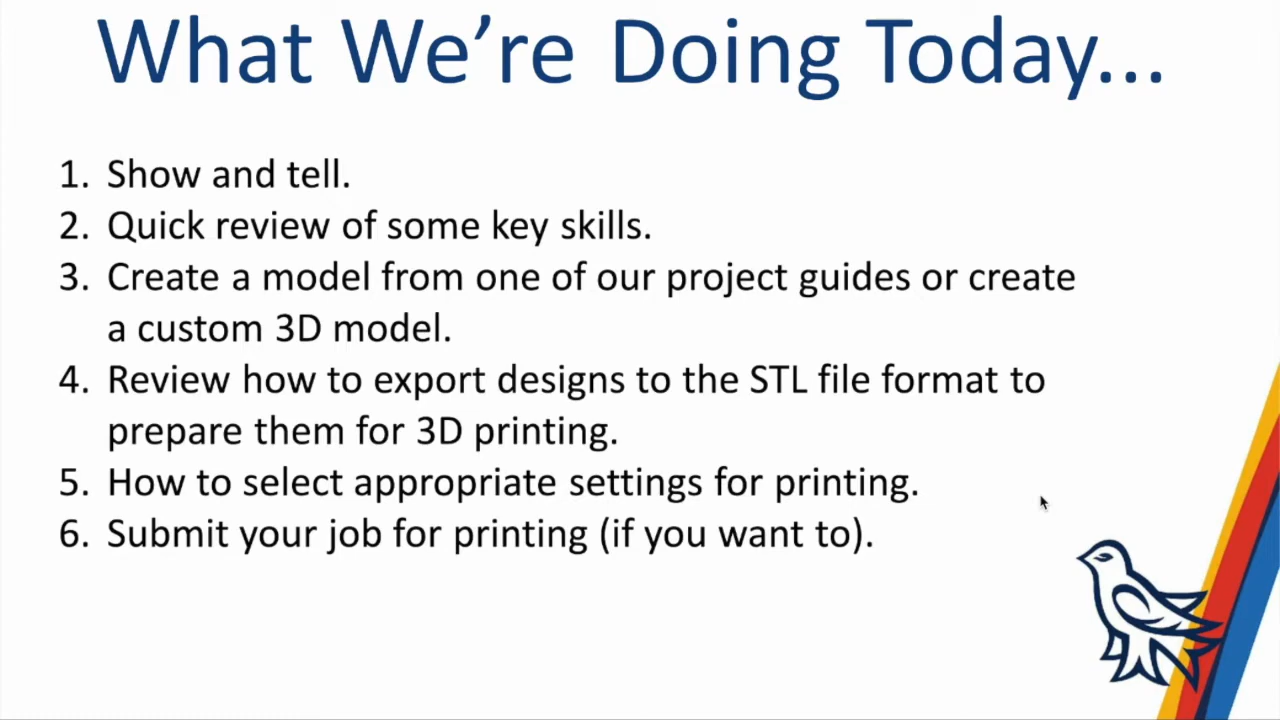 What We’re Doing Today...
1. Show and tell.
2. Quick review of some key skills.
3. Create a model from one of our project guides or create
a custom 3D model.
4. Review how to export designs to the STL file format to
prepare them for 3D printing.
5. How to select appropriate settings for printing.
6. Submit your job for printing (if you want to).